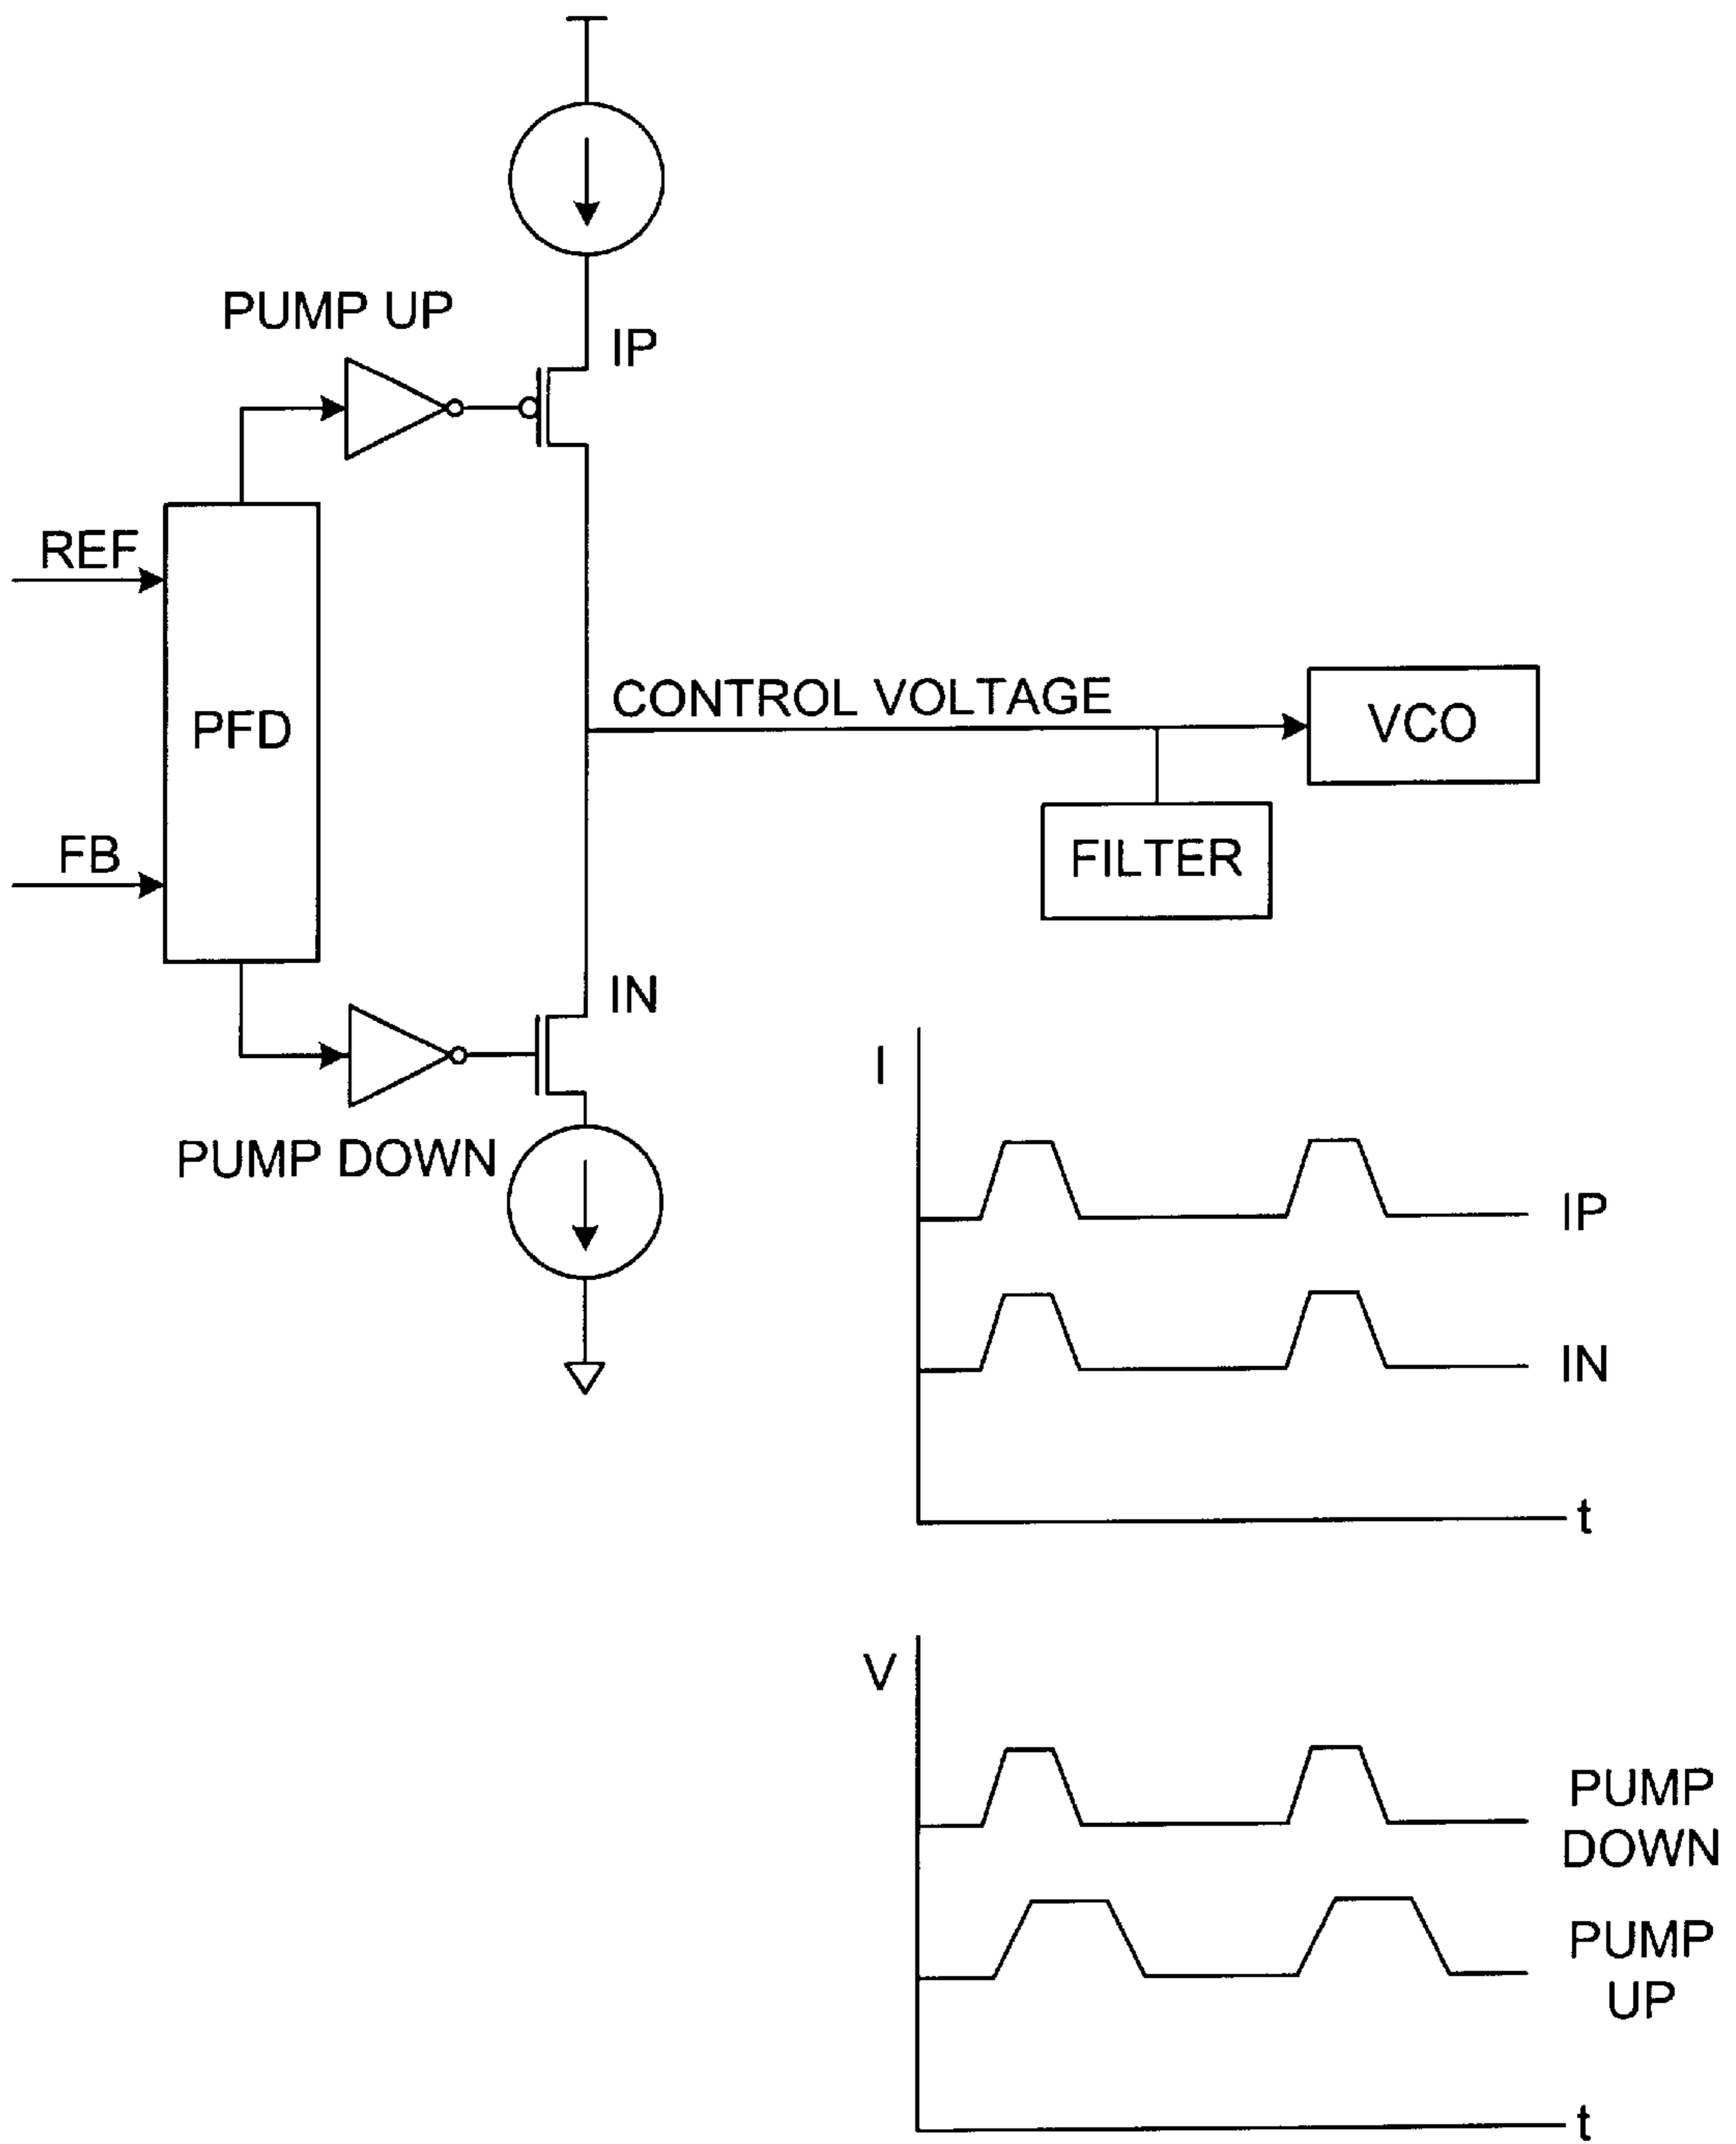 PUMP UP
IP
REF
CONTROL VOLTAGE
VCO
PFD
FB
FILTER
IN
I
PUMP DOWN
IP
IN
t
V
PUMP
DOWN
PUMP
UP
t